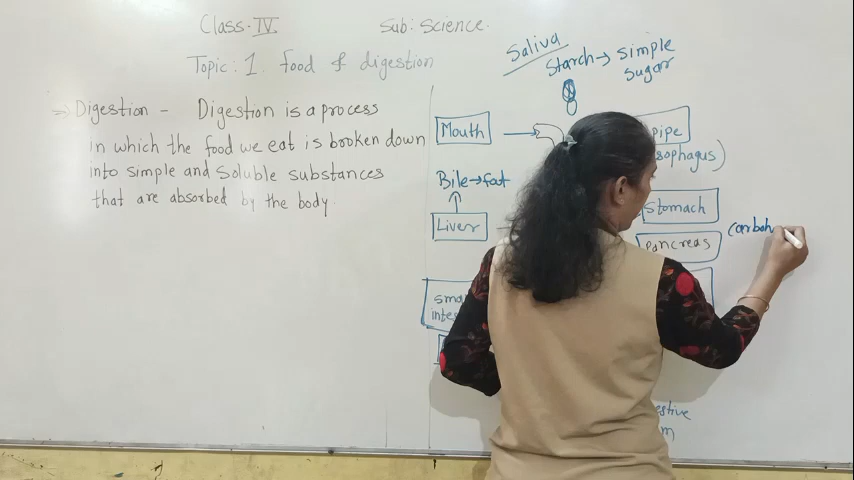 Class- IV Sub: Science.
Topic: 1. food & digestion
⇒ Digestion - Digestion is a process
in which the food we eat is broken down
into simple and soluble substances
that are absorbed by the body.
Saliva
Starch → simple
sugar
Mouth
pipe
sophagus)
Bile → fat
Liver
Stomach
Pancreas
carboh
sma
intes
estive
m